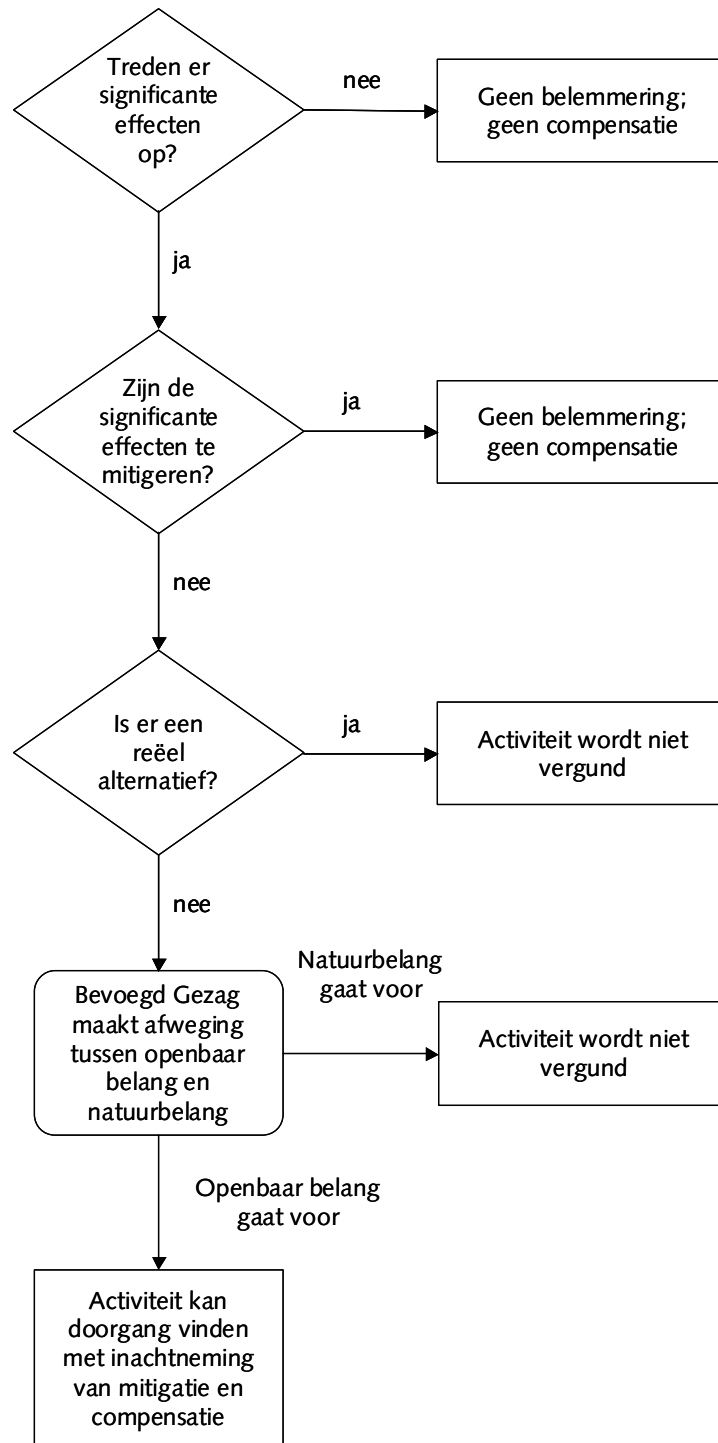 Treden er
significante
effecten
op?
nee
Geen belemmering;
geen compensatie
ja
Zijn de
significante
effecten te
mitigeren?
ja
Geen belemmering;
geen compensatie
nee
Is er een
reëel
alternatief?
ja
Activiteit wordt niet
vergund
nee
Bevoegd Gezag
maakt afweging
tussen openbaar
belang en
natuurbelang
Natuurbelang
gaat voor
Activiteit wordt niet
vergund
Openbaar belang
gaat voor
Activiteit kan
doorgang vinden
met inachtneming
van mitigatie en
compensatie